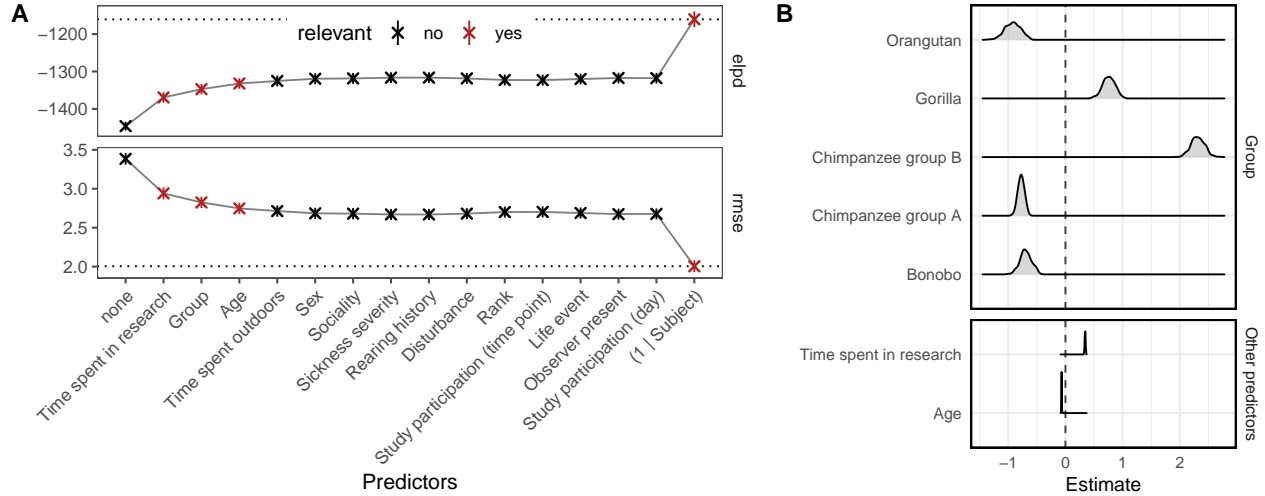 A
relevant no yes
−1200
−1300
−1400
elpd
3.5
3.0
2.5
2.0
rmse
none
Time spent in research
Group
Age
Time spent outdoors
Sex
Sociality
Sickness severity
Rearing history
Disturbance
Rank
Study participation (time point)
Life event
Observer present
Study participation (day)
(1 | Subject)
Predictors
B
Orangutan
Gorilla
Chimpanzee group B
Chimpanzee group A
Bonobo
Group
Time spent in research
Age
Other predictors
−1 0 1 2
Estimate